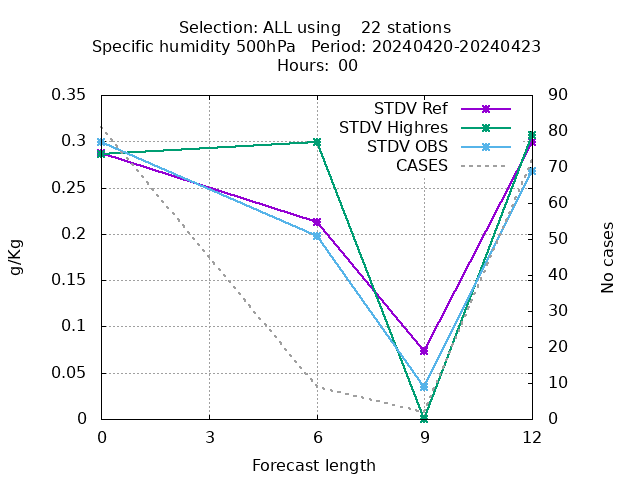 Selection: ALL using    22 stations
Specific humidity 500hPa   Period: 20240420-20240423
Hours: 00
STDV Ref
STDV Highres
STDV OBS
CASES
g/Kg
0.35
0.3
0.25
0.2
0.15
0.1
0.05
0
90
80
70
60
50
40
30
20
10
0
No cases
0 3 6 9 12
Forecast length